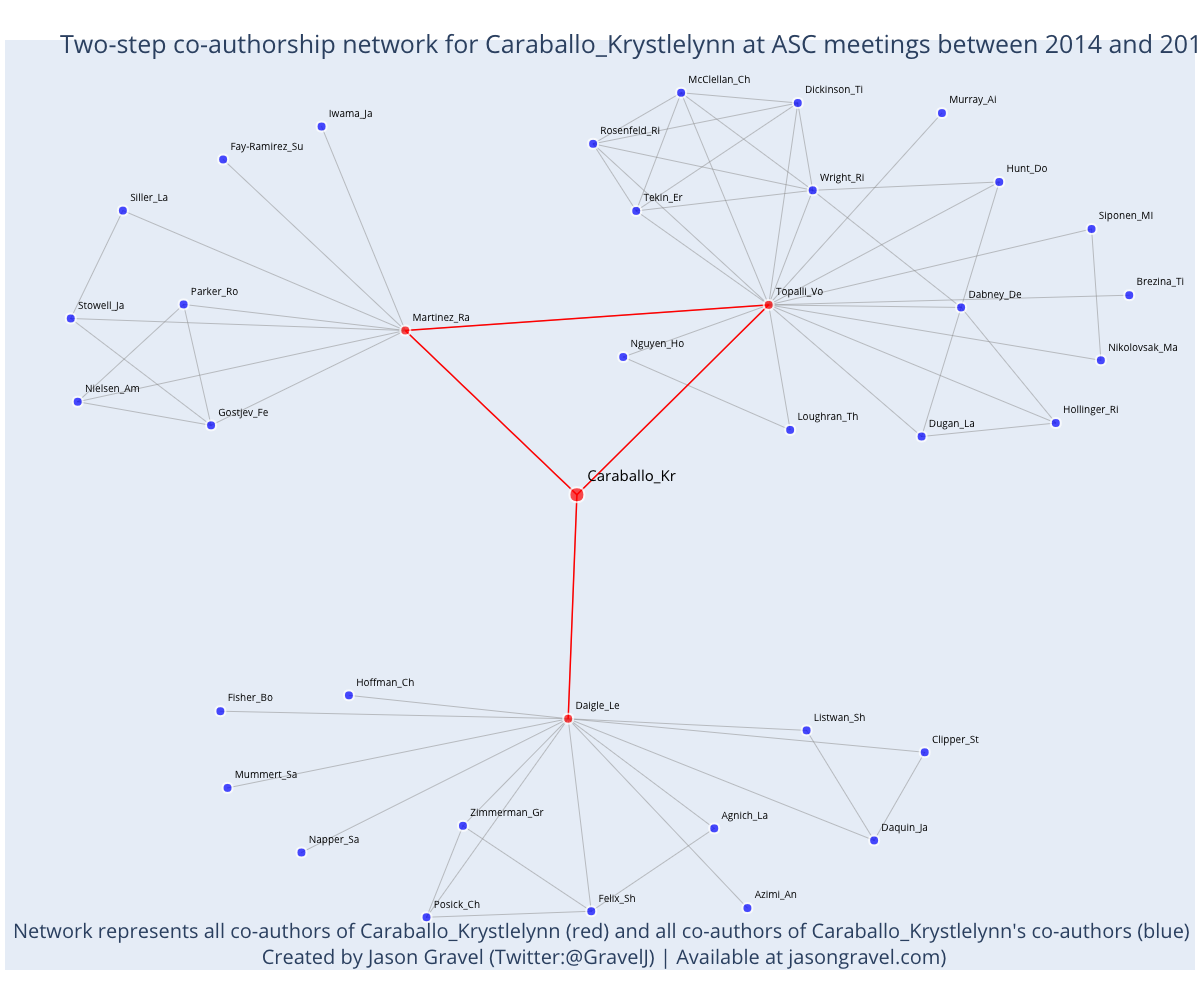 Two-step co-authorship network for Caraballo_Krystlelynn at ASC meetings between 2014 and 201
McClellan_Ch
Dickinson_Ti
Murray_Ai
Iwama_Ja
Rosenfeld_Ri
Fay-Ramirez_Su
Hunt_Do
Wright_Ri
Siller_La
Tekin_Er
Siponen_MI
Brezina_Ti
Parker_Ro
Topalli_Vo
Dabney_De
Stowell_Ja
Martinez_Ra
Nguyen_Ho
Nikolovsak_Ma
Nielsen_Am
Gostjev_Fe
Loughran_Th
Dugan_La
Hollinger_Ri
Caraballo_Kr
Hoffman_Ch
Fisher_Bo
Daigle_Le
Listwan_Sh
Clipper_St
Mummert_Sa
Zimmerman_Gr
Agnich_La
Daquin_Ja
Napper_Sa
Azimi_An
Felix_Sh
Posick_Ch
Network represents all co-authors of Caraballo_Krystlelynn (red) and all co-authors of Caraballo_Krystlelynn's co-authors (blue)
Created by Jason Gravel (Twitter:@GravelJ) | Available at jasongravel.com)